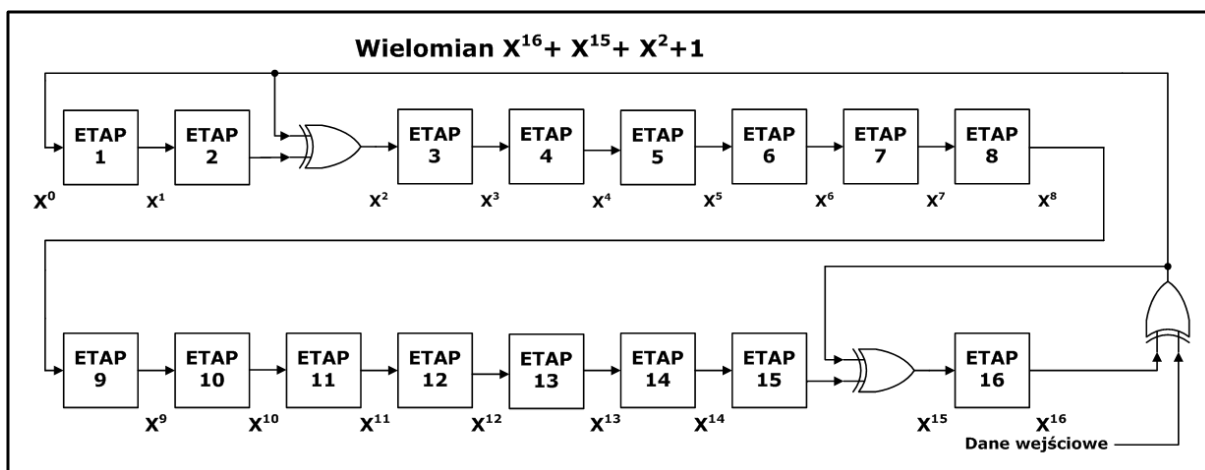 Wielomian X¹⁶+ X¹⁵+ X²+1
ETAP 1
ETAP 2
ETAP 3
ETAP 4
ETAP 5
ETAP 6
ETAP 7
ETAP 8
X⁰
X¹
X²
X³
X⁴
X⁵
X⁶
X⁷
X⁸
ETAP 9
ETAP 10
ETAP 11
ETAP 12
ETAP 13
ETAP 14
ETAP 15
ETAP 16
X⁹
X¹⁰
X¹¹
X¹²
X¹³
X¹⁴
X¹⁵
X¹⁶
Dane wejściowe